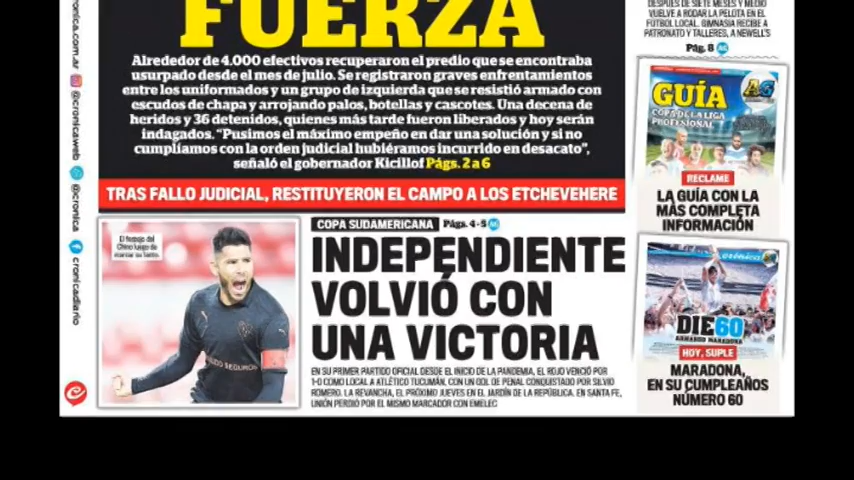 FUERZA
Alrededor de 4.000 efectivos recuperaron el predio que se encontraba
usurpado desde el mes de julio. Se registraron graves enfrentamientos
entre los uniformados y un grupo de izquierda que se resistió armado con
escudos de chapa y arrojando palos, botellas y cascotes. Una decena de
heridos y 36 detenidos, quienes más tarde fueron liberados y hoy serán
indagados. “Pusimos el máximo empeño en dar una solución y si no
cumplíamos con la orden judicial hubiéramos incurrido en desacato”,
señaló el gobernador Kicillof Págs. 2 a 6
TRAS FALLO JUDICIAL, RESTITUYERON EL CAMPO A LOS ETCHEVEHERE
cronica.com.ar
@cronicaweb
@cronica
cronicadiario
El festejo del
Chino luego de
marcar su tanto.
COPA SUDAMERICANA Págs. 4-5
INDEPENDIENTE
VOLVIÓ CON
UNA VICTORIA
EN SU PRIMER PARTIDO OFICIAL DESDE EL INICIO DE LA PANDEMIA, EL ROJO VENCIÓ POR
1-0 COMO LOCAL A ATLÉTICO TUCUMÁN, CON UN GOL DE PENAL CONQUISTADO POR SILVIO
ROMERO. LA REVANCHA, EL PRÓXIMO JUEVES EN EL JARDÍN DE LA REPÚBLICA. EN SANTA FE,
UNIÓN PERDIÓ POR EL MISMO MARCADOR CON EMELEC
DESPUÉS DE SIETE MESES Y MEDIO
VUELVE A RODAR LA PELOTA EN EL
FÚTBOL LOCAL. GIMNASIA RECIBE A
PATRONATO Y TALLERES, A NEWELL'S
Pág. 8
GUÍA
COPA DE LA LIGA
PROFESIONAL
RECLAME
LA GUÍA CON LA
MÁS COMPLETA
INFORMACIÓN
crónica
DIE60
ARMANDO MARADONA
HOY, SUPLE
MARADONA,
EN SU CUMPLEAÑOS
NÚMERO 60